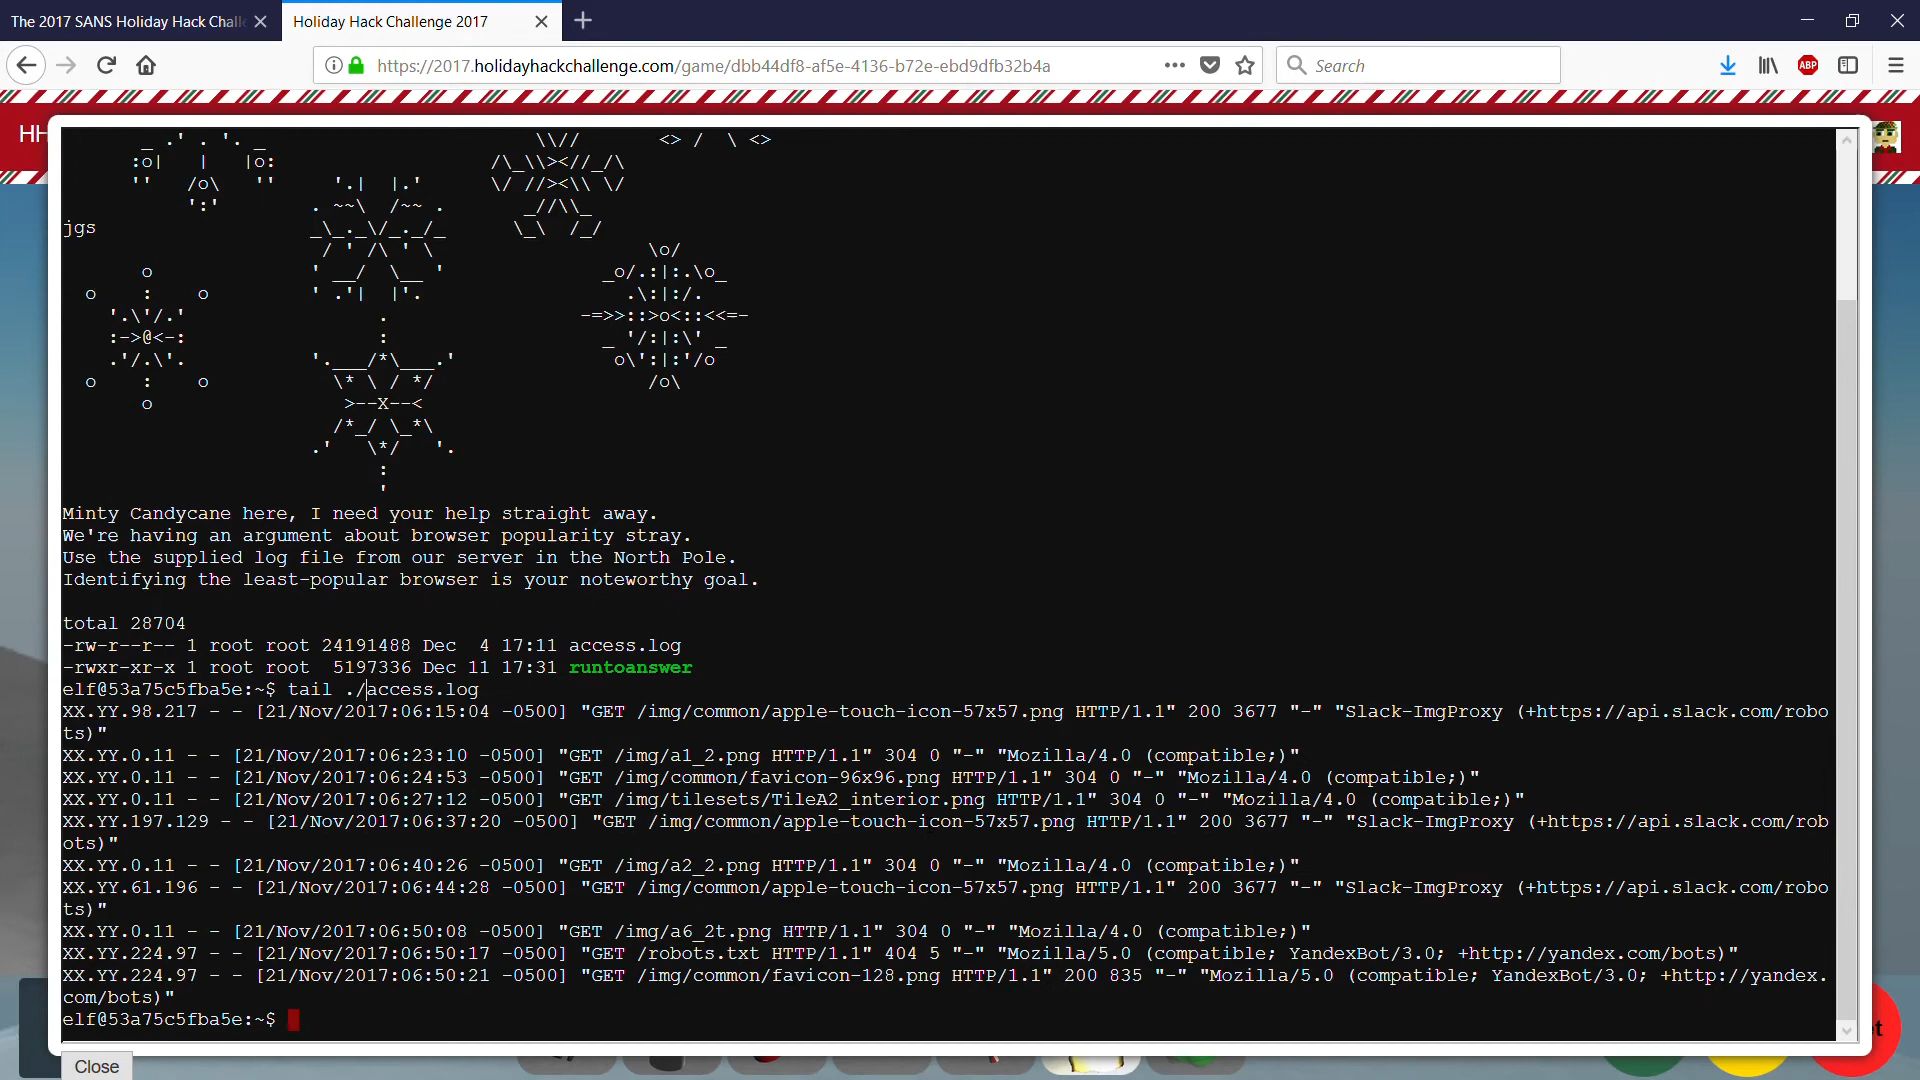 The 2017 SANS Holiday Hack Chall
Holiday Hack Challenge 2017
https://2017.holidayhackchallenge.com/game/dbb44df8-af5e-4136-b72e-ebd9dfb32b4a
Search
ABP
HH
_ .' . '. _                        \\//       <> /  \ <>
:o|   |   |o:                   /\_\\><//_/\
''   /o\   ''     '.|  |.'      \/ //><\\ \/
':'        . ~~\  /~~ .       _//\\_
jgs                   _\_._\/_._/_      \_\  /_/
/ ' /\ ' \                   \o/
o              ' __/  \__ '              _o/.:|:.\o_
o    :    o         ' .'|  |'.                  .\:|:/.
'.\'/.'                 .                 -=>>::>o<::<<=-
:->@<-:                 :                     _ '/:|:\' _
.'/.\'.           '.___/*\___.'              o\':|:'/o
o    :    o           \* \ / */                   /o\
o                 >--X--<
/*_/ \_*\
.'   \*/   '.
:
'
Minty Candycane here, I need your help straight away.
We're having an argument about browser popularity stray.
Use the supplied log file from our server in the North Pole.
Identifying the least-popular browser is your noteworthy goal.
total 28704
-rw-r--r-- 1 root root 24191488 Dec  4 17:11 access.log
-rwxr-xr-x 1 root root  5197336 Dec 11 17:31 runtoanswer
elf@53a75c5fba5e:~$ tail ./access.log
XX.YY.98.217 - - [21/Nov/2017:06:15:04 -0500] "GET /img/common/apple-touch-icon-57x57.png HTTP/1.1" 200 3677 "-" "Slack-ImgProxy (+https://api.slack.com/robo
ts)"
XX.YY.0.11 - - [21/Nov/2017:06:23:10 -0500] "GET /img/a1_2.png HTTP/1.1" 304 0 "-" "Mozilla/4.0 (compatible;)"
XX.YY.0.11 - - [21/Nov/2017:06:24:53 -0500] "GET /img/common/favicon-96x96.png HTTP/1.1" 304 0 "-" "Mozilla/4.0 (compatible;)"
XX.YY.0.11 - - [21/Nov/2017:06:27:12 -0500] "GET /img/tilesets/TileA2_interior.png HTTP/1.1" 304 0 "-" "Mozilla/4.0 (compatible;)"
XX.YY.197.129 - - [21/Nov/2017:06:37:20 -0500] "GET /img/common/apple-touch-icon-57x57.png HTTP/1.1" 200 3677 "-" "Slack-ImgProxy (+https://api.slack.com/rob
ots)"
XX.YY.0.11 - - [21/Nov/2017:06:40:26 -0500] "GET /img/a2_2.png HTTP/1.1" 304 0 "-" "Mozilla/4.0 (compatible;)"
XX.YY.61.196 - - [21/Nov/2017:06:44:28 -0500] "GET /img/common/apple-touch-icon-57x57.png HTTP/1.1" 200 3677 "-" "Slack-ImgProxy (+https://api.slack.com/robo
ts)"
XX.YY.0.11 - - [21/Nov/2017:06:50:08 -0500] "GET /img/a6_2t.png HTTP/1.1" 304 0 "-" "Mozilla/4.0 (compatible;)"
XX.YY.224.97 - - [21/Nov/2017:06:50:17 -0500] "GET /robots.txt HTTP/1.1" 404 5 "-" "Mozilla/5.0 (compatible; YandexBot/3.0; +http://yandex.com/bots)"
XX.YY.224.97 - - [21/Nov/2017:06:50:21 -0500] "GET /img/common/favicon-128.png HTTP/1.1" 200 835 "-" "Mozilla/5.0 (compatible; YandexBot/3.0; +http://yandex.
com/bots)"
elf@53a75c5fba5e:~$
Close